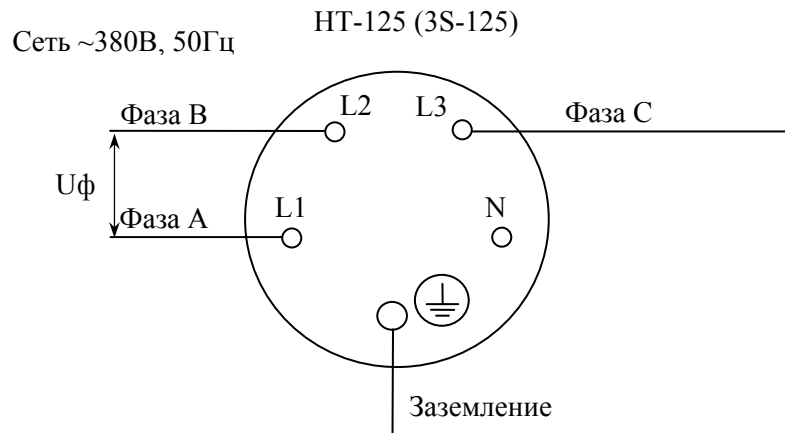 НТ-125 (3S-125)
Сеть ~380В, 50Гц
Фаза В
L2
L3
Фаза С
Uф
Фаза А
L1
N
Заземление